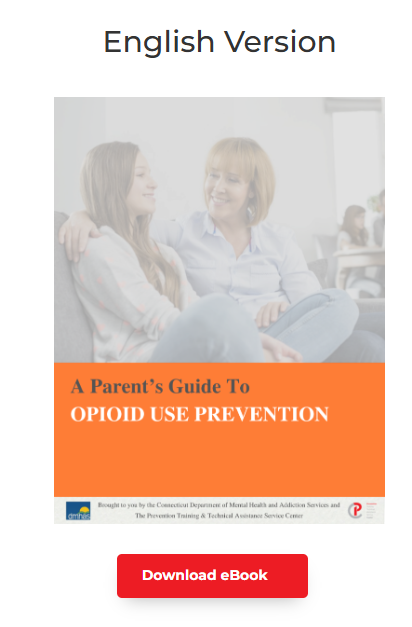 English Version
A Parent's Guide To
OPIOID USE PREVENTION
Brought to you by the Connecticut Department of Mental Health and Addiction Services and
The Prevention Training & Technical Assistance Service Center
dmhas
Download eBook